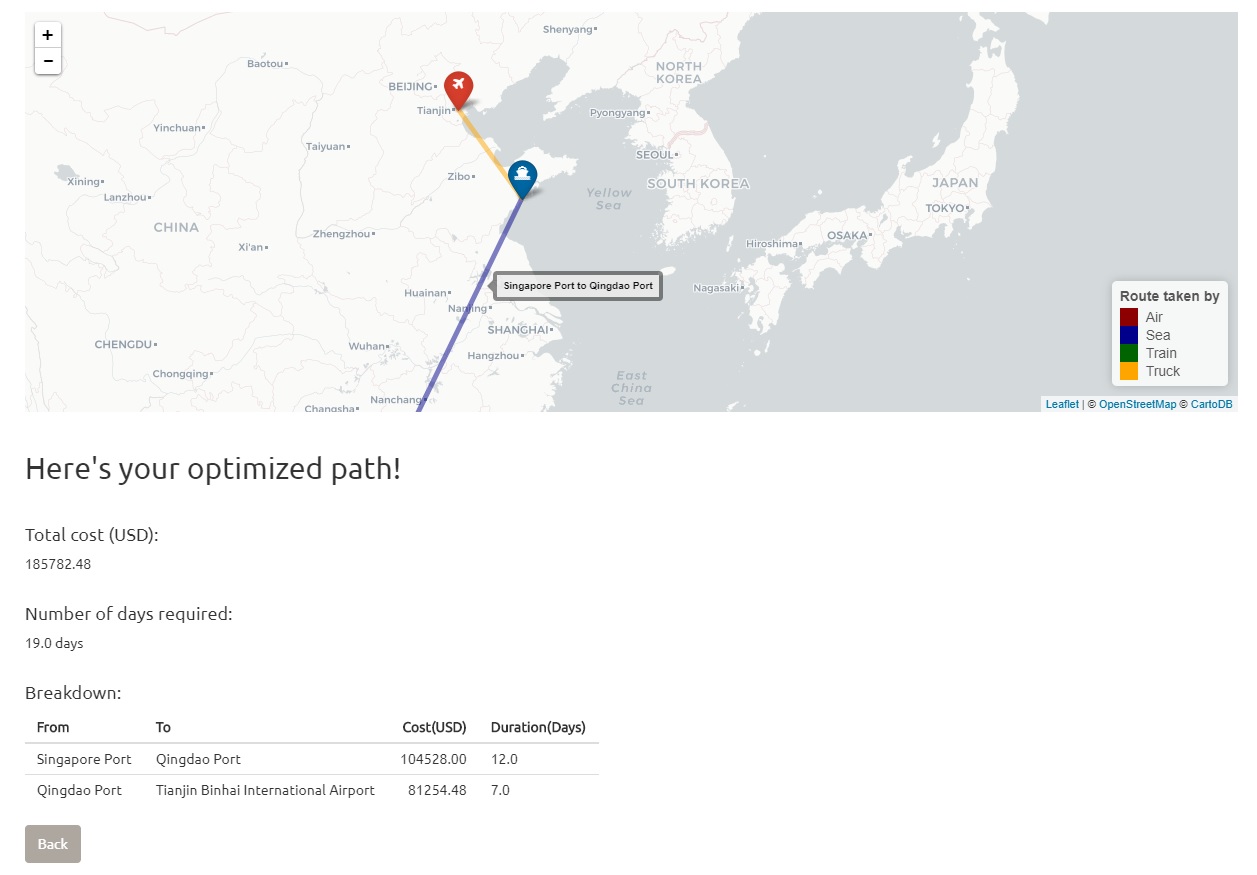 +
−
Shenyang
Baotou
NORTH
KOREA
BEIJING
Tianjin
Pyongyang
Yinchuan
Taiyuan
SEOUL
Xining
Zibo
SOUTH KOREA
JAPAN
Lanzhou
Yellow
Sea
TOKYO
CHINA
Zhengzhou
OSAKA
Xi'an
Hiroshima
Singapore Port to Qingdao Port
Nagasaki
Huainan
Route taken by
Nanjing
Air
SHANGHAI
Sea
CHENGDU
Wuhan
Hangzhou
Train
Chongqing
East
China
Sea
Truck
Nanchang
Changsha
Leaflet | © OpenStreetMap © CartoDB
Here's your optimized path!
Total cost (USD):
185782.48
Number of days required:
19.0 days
Breakdown:
From To Cost(USD) Duration(Days)
Singapore Port Qingdao Port 104528.00 12.0
Qingdao Port Tianjin Binhai International Airport 81254.48 7.0
Back